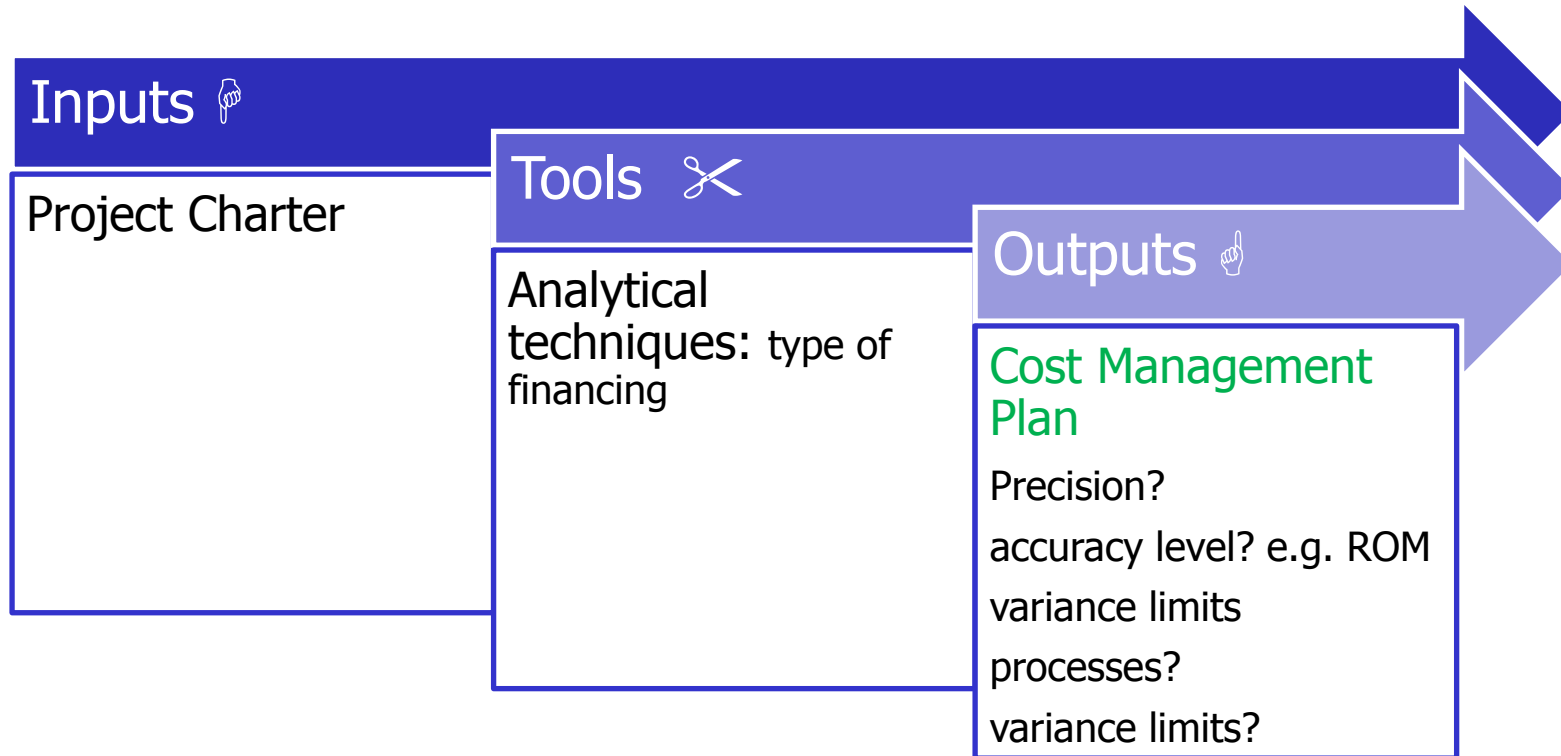 Inputs
Project Charter
Tools
Analytical
techniques: type of
financing
Outputs
Cost Management
Plan
Precision?
accuracy level? e.g. ROM
variance limits
processes?
variance limits?